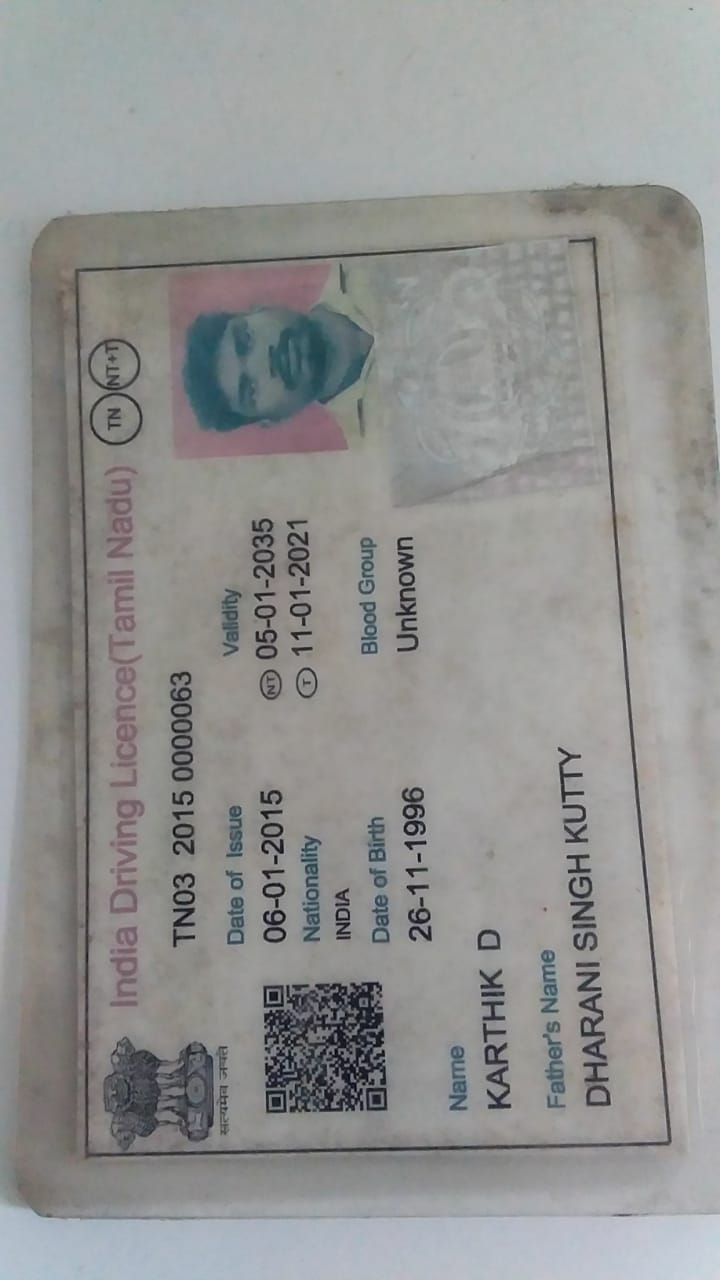 India Driving Licence(Tamil Nadu) TN NT+T
सत्यमेव जयते
TN03 2015 0000063
Date of Issue Validity
06-01-2015 NT 05-01-2035
Nationality T 11-01-2021
INDIA
Date of Birth Blood Group
26-11-1996 Unknown
Name
KARTHIK D
Father's Name
DHARANI SINGH KUTTY